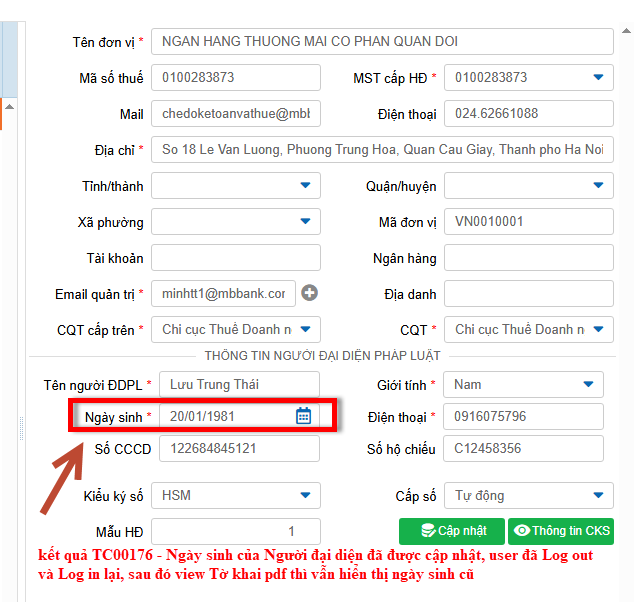 Tên đơn vị * NGAN HANG THUONG MAI CO PHAN QUAN DOI
Mã số thuế 0100283873 MST cấp HĐ * 0100283873
Mail chedoketoanvathue@mbb Điện thoại 024.62661088
Địa chỉ * So 18 Le Van Luong, Phuong Trung Hoa, Quan Cau Giay, Thanh pho Ha Noi
Tỉnh/thành Quận/huyện
Xã phường Mã đơn vị VN0010001
Tài khoản Ngân hàng
Email quản trị * minhtt1@mbbank.cor Địa danh
CQT cấp trên * Chi cục Thuế Doanh n CQT * Chi cục Thuế Doanh n
THÔNG TIN NGƯỜI ĐẠI DIỆN PHÁP LUẬT
Tên người ĐDPL * Lưu Trung Thái Giới tính * Nam
Ngày sinh * 20/01/1981 Điện thoại * 0916075796
Số CCCD 122684845121 Số hộ chiếu C12458356
Kiểu ký số HSM Cấp số Tự động
Mẫu HĐ 1 Cập nhật Thông tin CKS
kết quả TC00176 - Ngày sinh của Người đại diện đã được cập nhật, user đã Log out
và Log in lại, sau đó view Tờ khai pdf thì vẫn hiển thị ngày sinh cũ